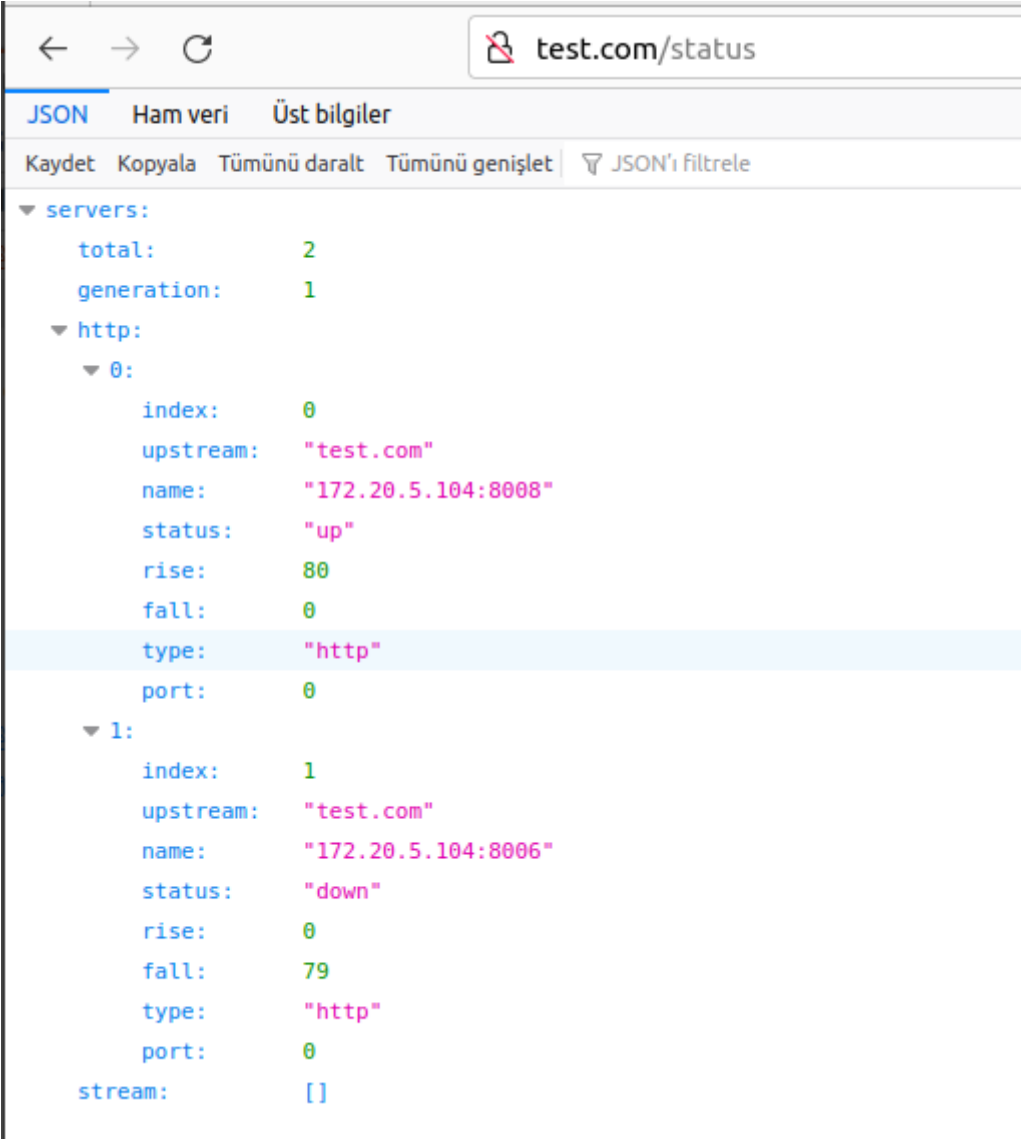 test.com/status
JSON Ham veri Üst bilgiler
Kaydet Kopyala Tümünü daralt Tümünü genişlet JSON'ı filtrele
servers:
total: 2
generation: 1
http:
0:
index: 0
upstream: "test.com"
name: "172.20.5.104:8008"
status: "up"
rise: 80
fall: 0
type: "http"
port: 0
1:
index: 1
upstream: "test.com"
name: "172.20.5.104:8006"
status: "down"
rise: 0
fall: 79
type: "http"
port: 0
stream: []